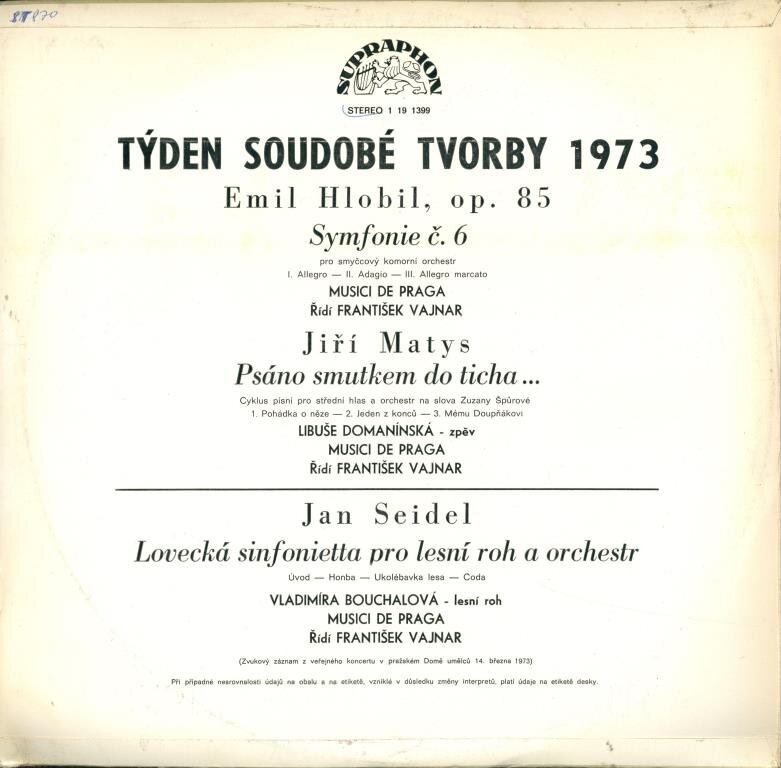 ST 270
SUPRAPHON
STEREO 1 19 1399
TÝDEN SOUDOBÉ TVORBY 1973
Emil Hlobil, op. 85
Symfonie č. 6
pro smyčcový komorní orchestr
I. Allegro — II. Adagio — III. Allegro marcato
MUSICI DE PRAGA
Řídí FRANTIŠEK VAJNAR
Jiří Matys
Psáno smutkem do ticha...
Cyklus písní pro střední hlas a orchestr na slova Zuzany Špůrové
1. Pohádka o něze — 2. Jeden z konců — 3. Mému Doupňákovi
LIBUŠE DOMANÍNSKÁ - zpěv
MUSICI DE PRAGA
Řídí FRANTIŠEK VAJNAR
Jan Seidel
Lovecká sinfonietta pro lesní roh a orchestr
Úvod — Honba — Ukolébavka lesa — Coda
VLADIMÍRA BOUCHALOVÁ - lesní roh
MUSICI DE PRAGA
Řídí FRANTIŠEK VAJNAR
(Zvukový záznam z veřejného koncertu v pražském Domě umělců 14. března 1973)
Při případné nesrovnalosti údajů na obalu a na etiketě, vzniklé v důsledku změny interpretů, platí údaje na etiketě desky.